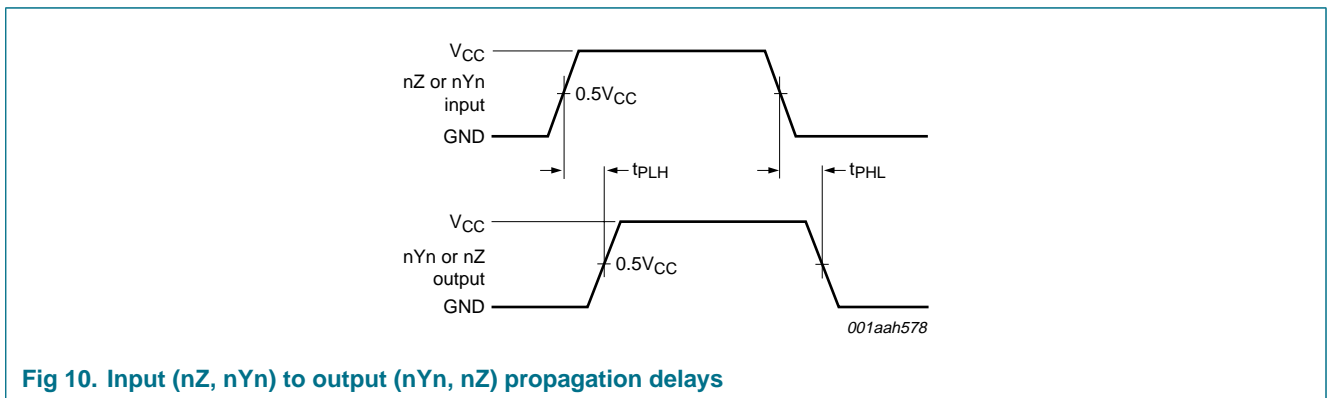 VCC
nZ or nYn
input
0.5VCC
GND
tPLH
tPHL
VCC
nYn or nZ
output
0.5VCC
GND
001aah578
Fig 10. Input (nZ, nYn) to output (nYn, nZ) propagation delays